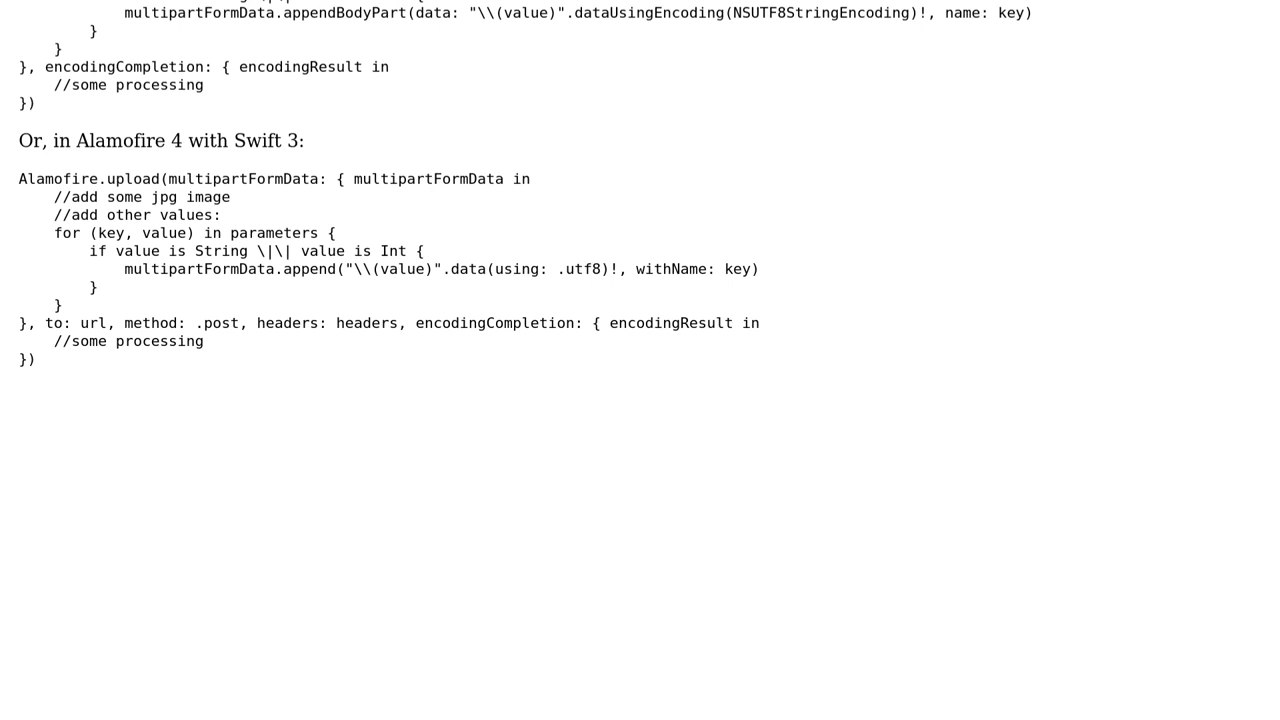 multipartFormData.appendBodyPart(data: "\\(value)".dataUsingEncoding(NSUTF8StringEncoding)!, name: key)
        }
    }
}, encodingCompletion: { encodingResult in
    //some processing
})
Or, in Alamofire 4 with Swift 3:
Alamofire.upload(multipartFormData: { multipartFormData in
    //add some jpg image
    //add other values:
    for (key, value) in parameters {
        if value is String \|\| value is Int {
            multipartFormData.append("\\(value)".data(using: .utf8)!, withName: key)
        }
    }
}, to: url, method: .post, headers: headers, encodingCompletion: { encodingResult in
    //some processing
})